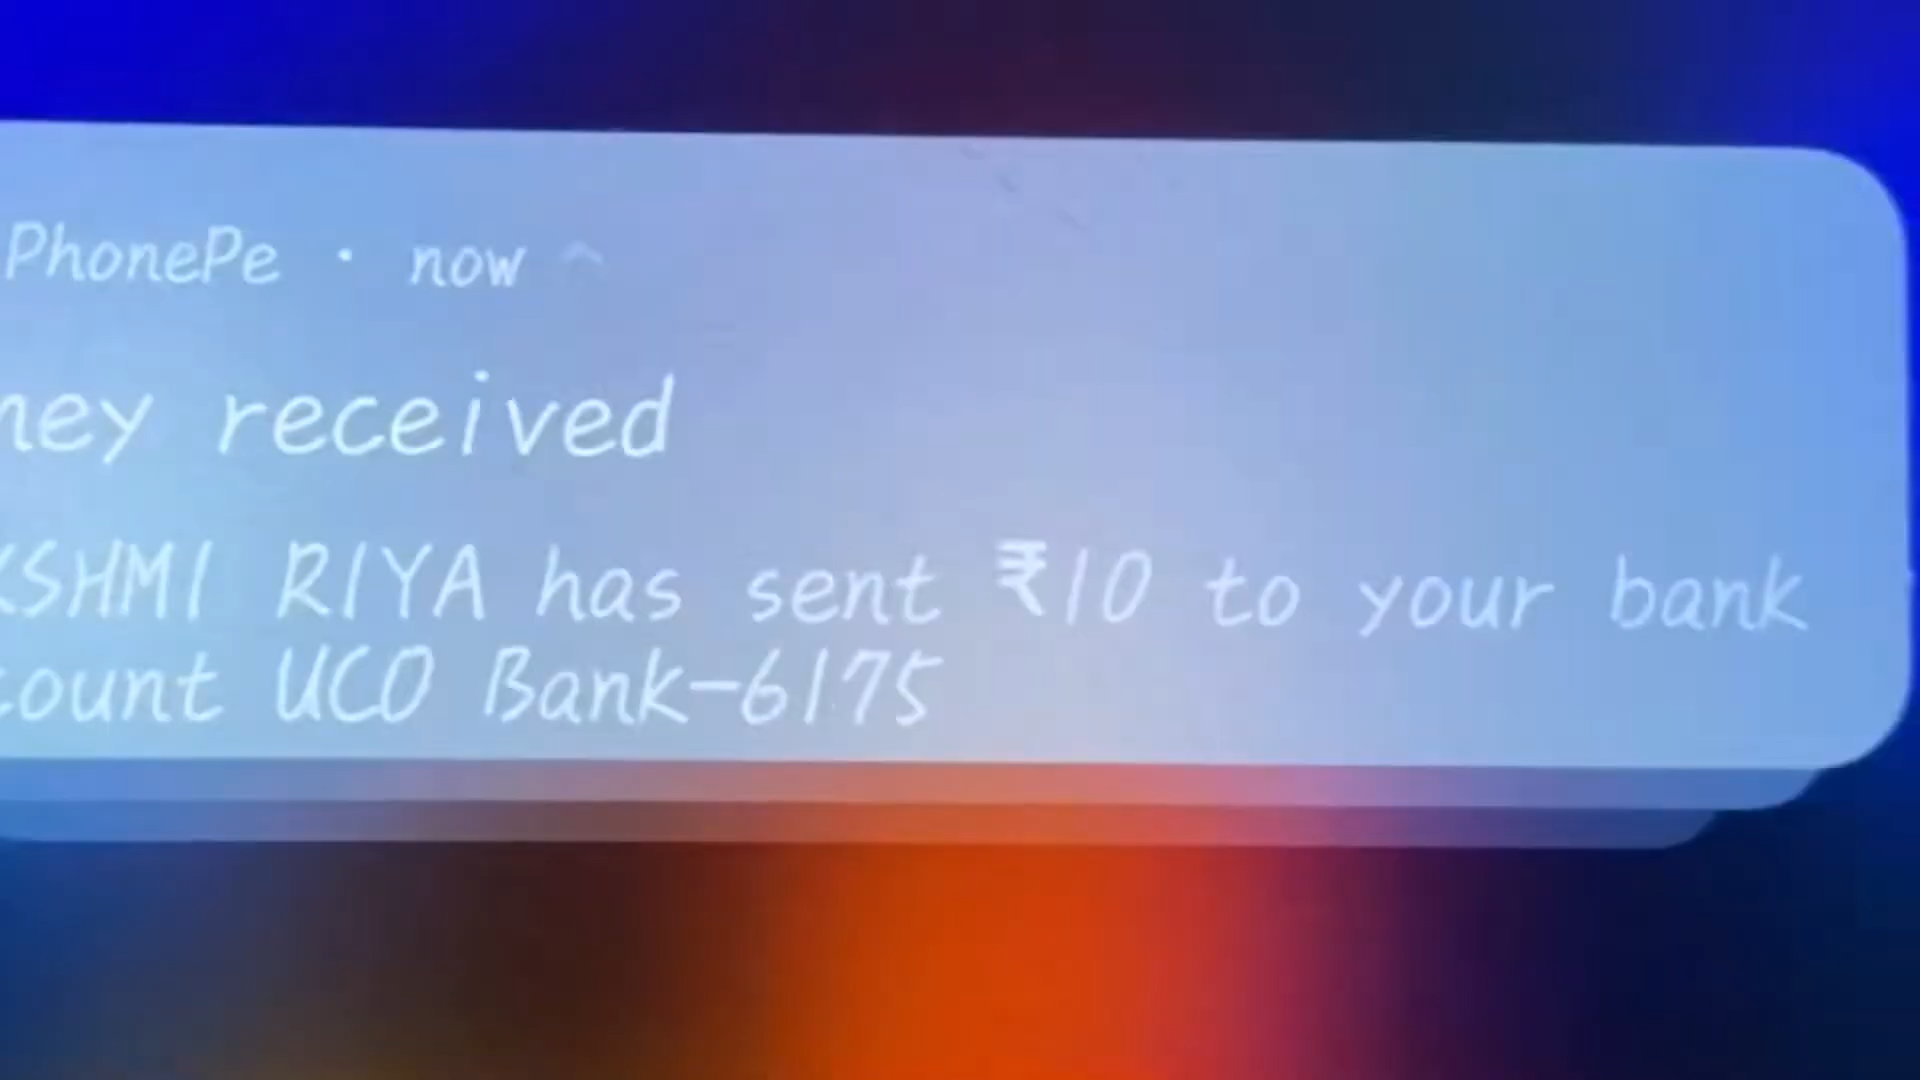 PhonePe · now
ney received
KSHMI RIYA has sent ₹10 to your bank
count UCO Bank-6175